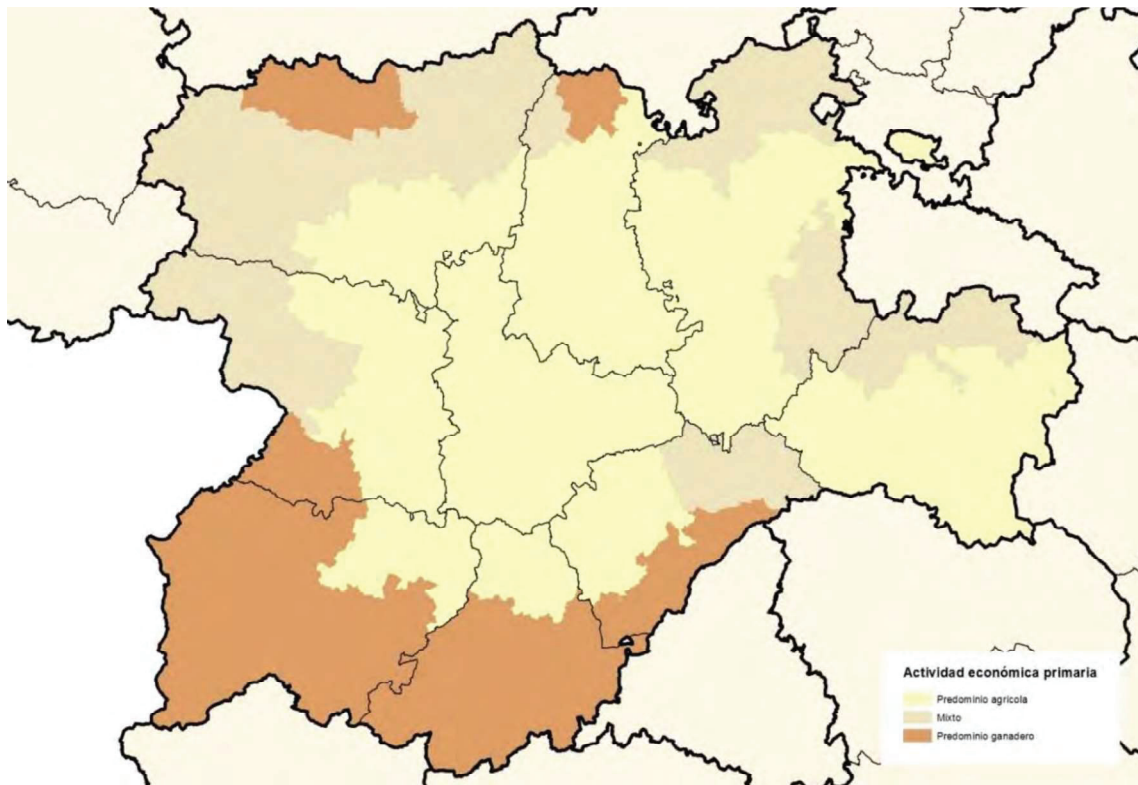 Actividad económica primaria
Predominio agrícola
Mixto
Predominio ganadero